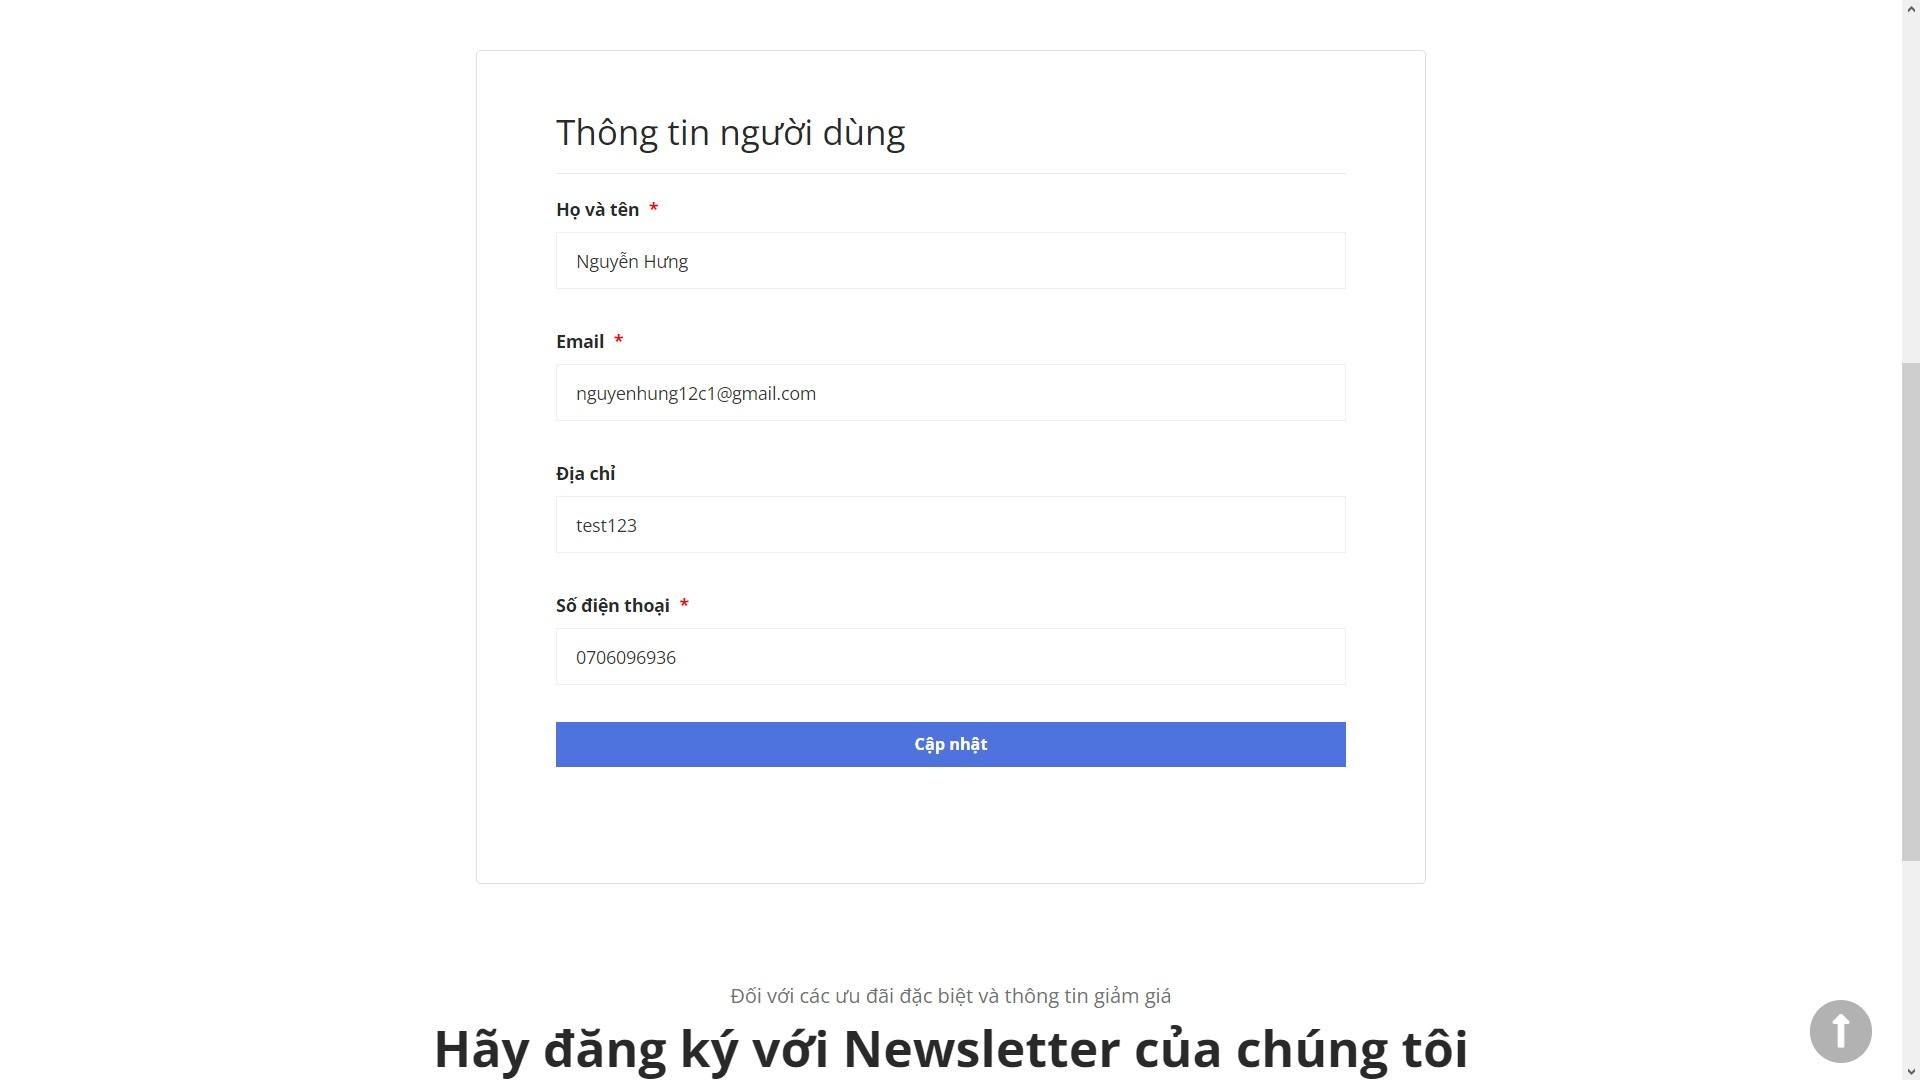 Thông tin người dùng
Họ và tên *
Nguyễn Hưng
Email *
nguyenhung12c1@gmail.com
Địa chỉ
test123
Số điện thoại *
0706096936
Cập nhật
Đối với các ưu đãi đặc biệt và thông tin giảm giá
Hãy đăng ký với Newsletter của chúng tôi